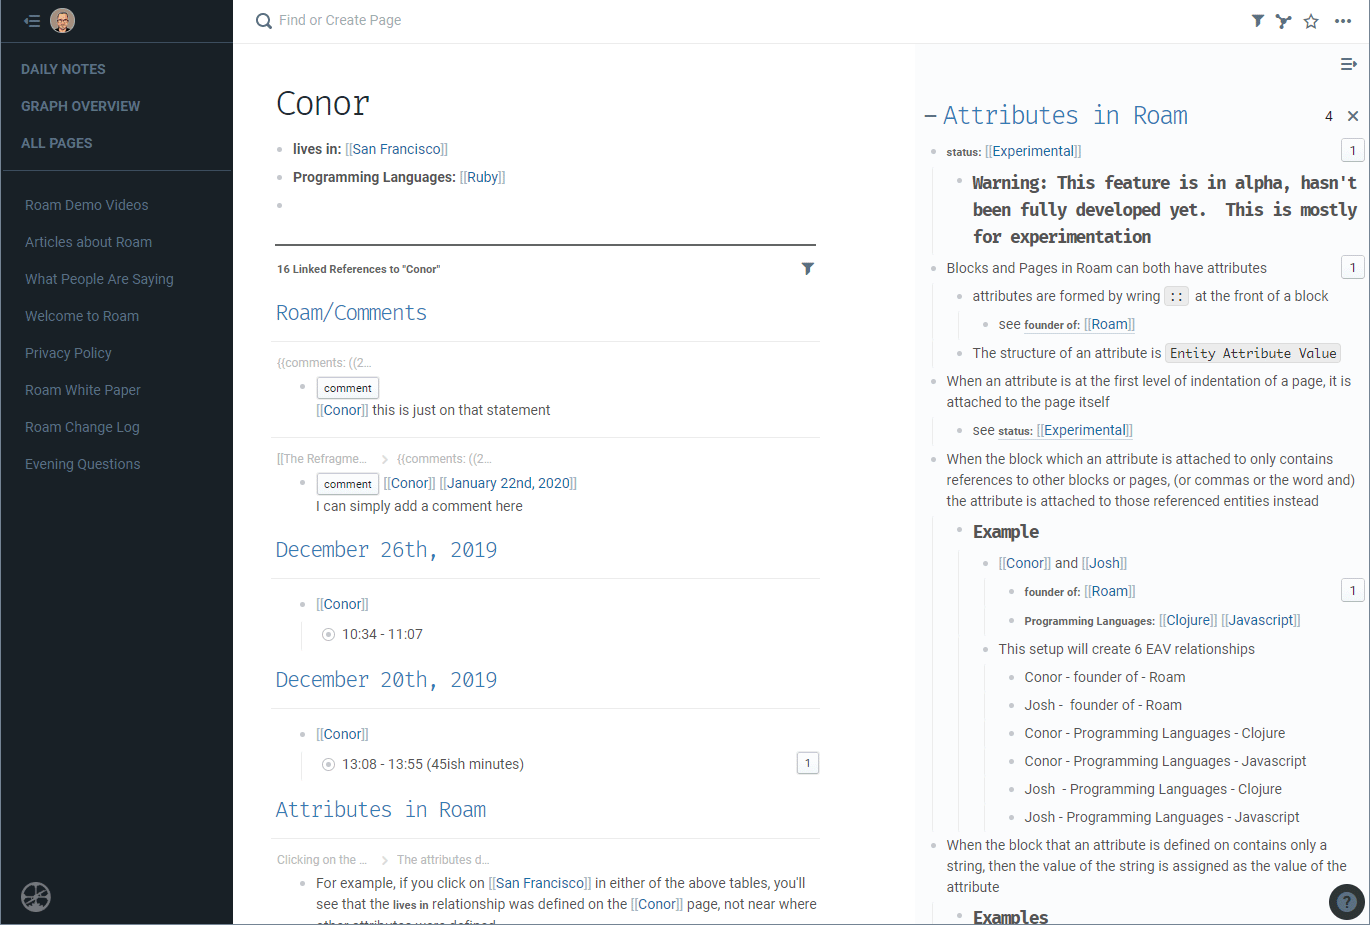 Find or Create Page
DAILY NOTES
GRAPH OVERVIEW
ALL PAGES
Roam Demo Videos
Articles about Roam
What People Are Saying
Welcome to Roam
Privacy Policy
Roam White Paper
Roam Change Log
Evening Questions
Conor
lives in: [[San Francisco]]
Programming Languages: [[Ruby]]
16 Linked References to "Conor"
Roam/Comments
{{comments: ((2...
comment
[[Conor]] this is just on that statement
[[The Refragme... > {{comments: ((2...
comment [[Conor]] [[January 22nd, 2020]]
I can simply add a comment here
December 26th, 2019
[[Conor]]
10:34 - 11:07
December 20th, 2019
[[Conor]]
13:08 - 13:55 (45ish minutes) 1
Attributes in Roam
Clicking on the ... > The attributes d...
For example, if you click on [[San Francisco]] in either of the above tables, you'll
see that the lives in relationship was defined on the [[Conor]] page, not near where
other attributes were defined
Attributes in Roam 4
status: [[Experimental]] 1
Warning: This feature is in alpha, hasn't
been fully developed yet. This is mostly
for experimentation
Blocks and Pages in Roam can both have attributes 1
attributes are formed by wring :: at the front of a block
see founder of: [[Roam]]
The structure of an attribute is Entity Attribute Value
When an attribute is at the first level of indentation of a page, it is
attached to the page itself
see status: [[Experimental]]
When the block which an attribute is attached to only contains
references to other blocks or pages, (or commas or the word and)
the attribute is attached to those referenced entities instead
Example
[[Conor]] and [[Josh]]
founder of: [[Roam]] 1
Programming Languages: [[Clojure]] [[Javascript]]
This setup will create 6 EAV relationships
Conor - founder of - Roam
Josh - founder of - Roam
Conor - Programming Languages - Clojure
Conor - Programming Languages - Javascript
Josh - Programming Languages - Clojure
Josh - Programming Languages - Javascript
When the block that an attribute is defined on contains only a
string, then the value of the string is assigned as the value of the
attribute
Examples
?